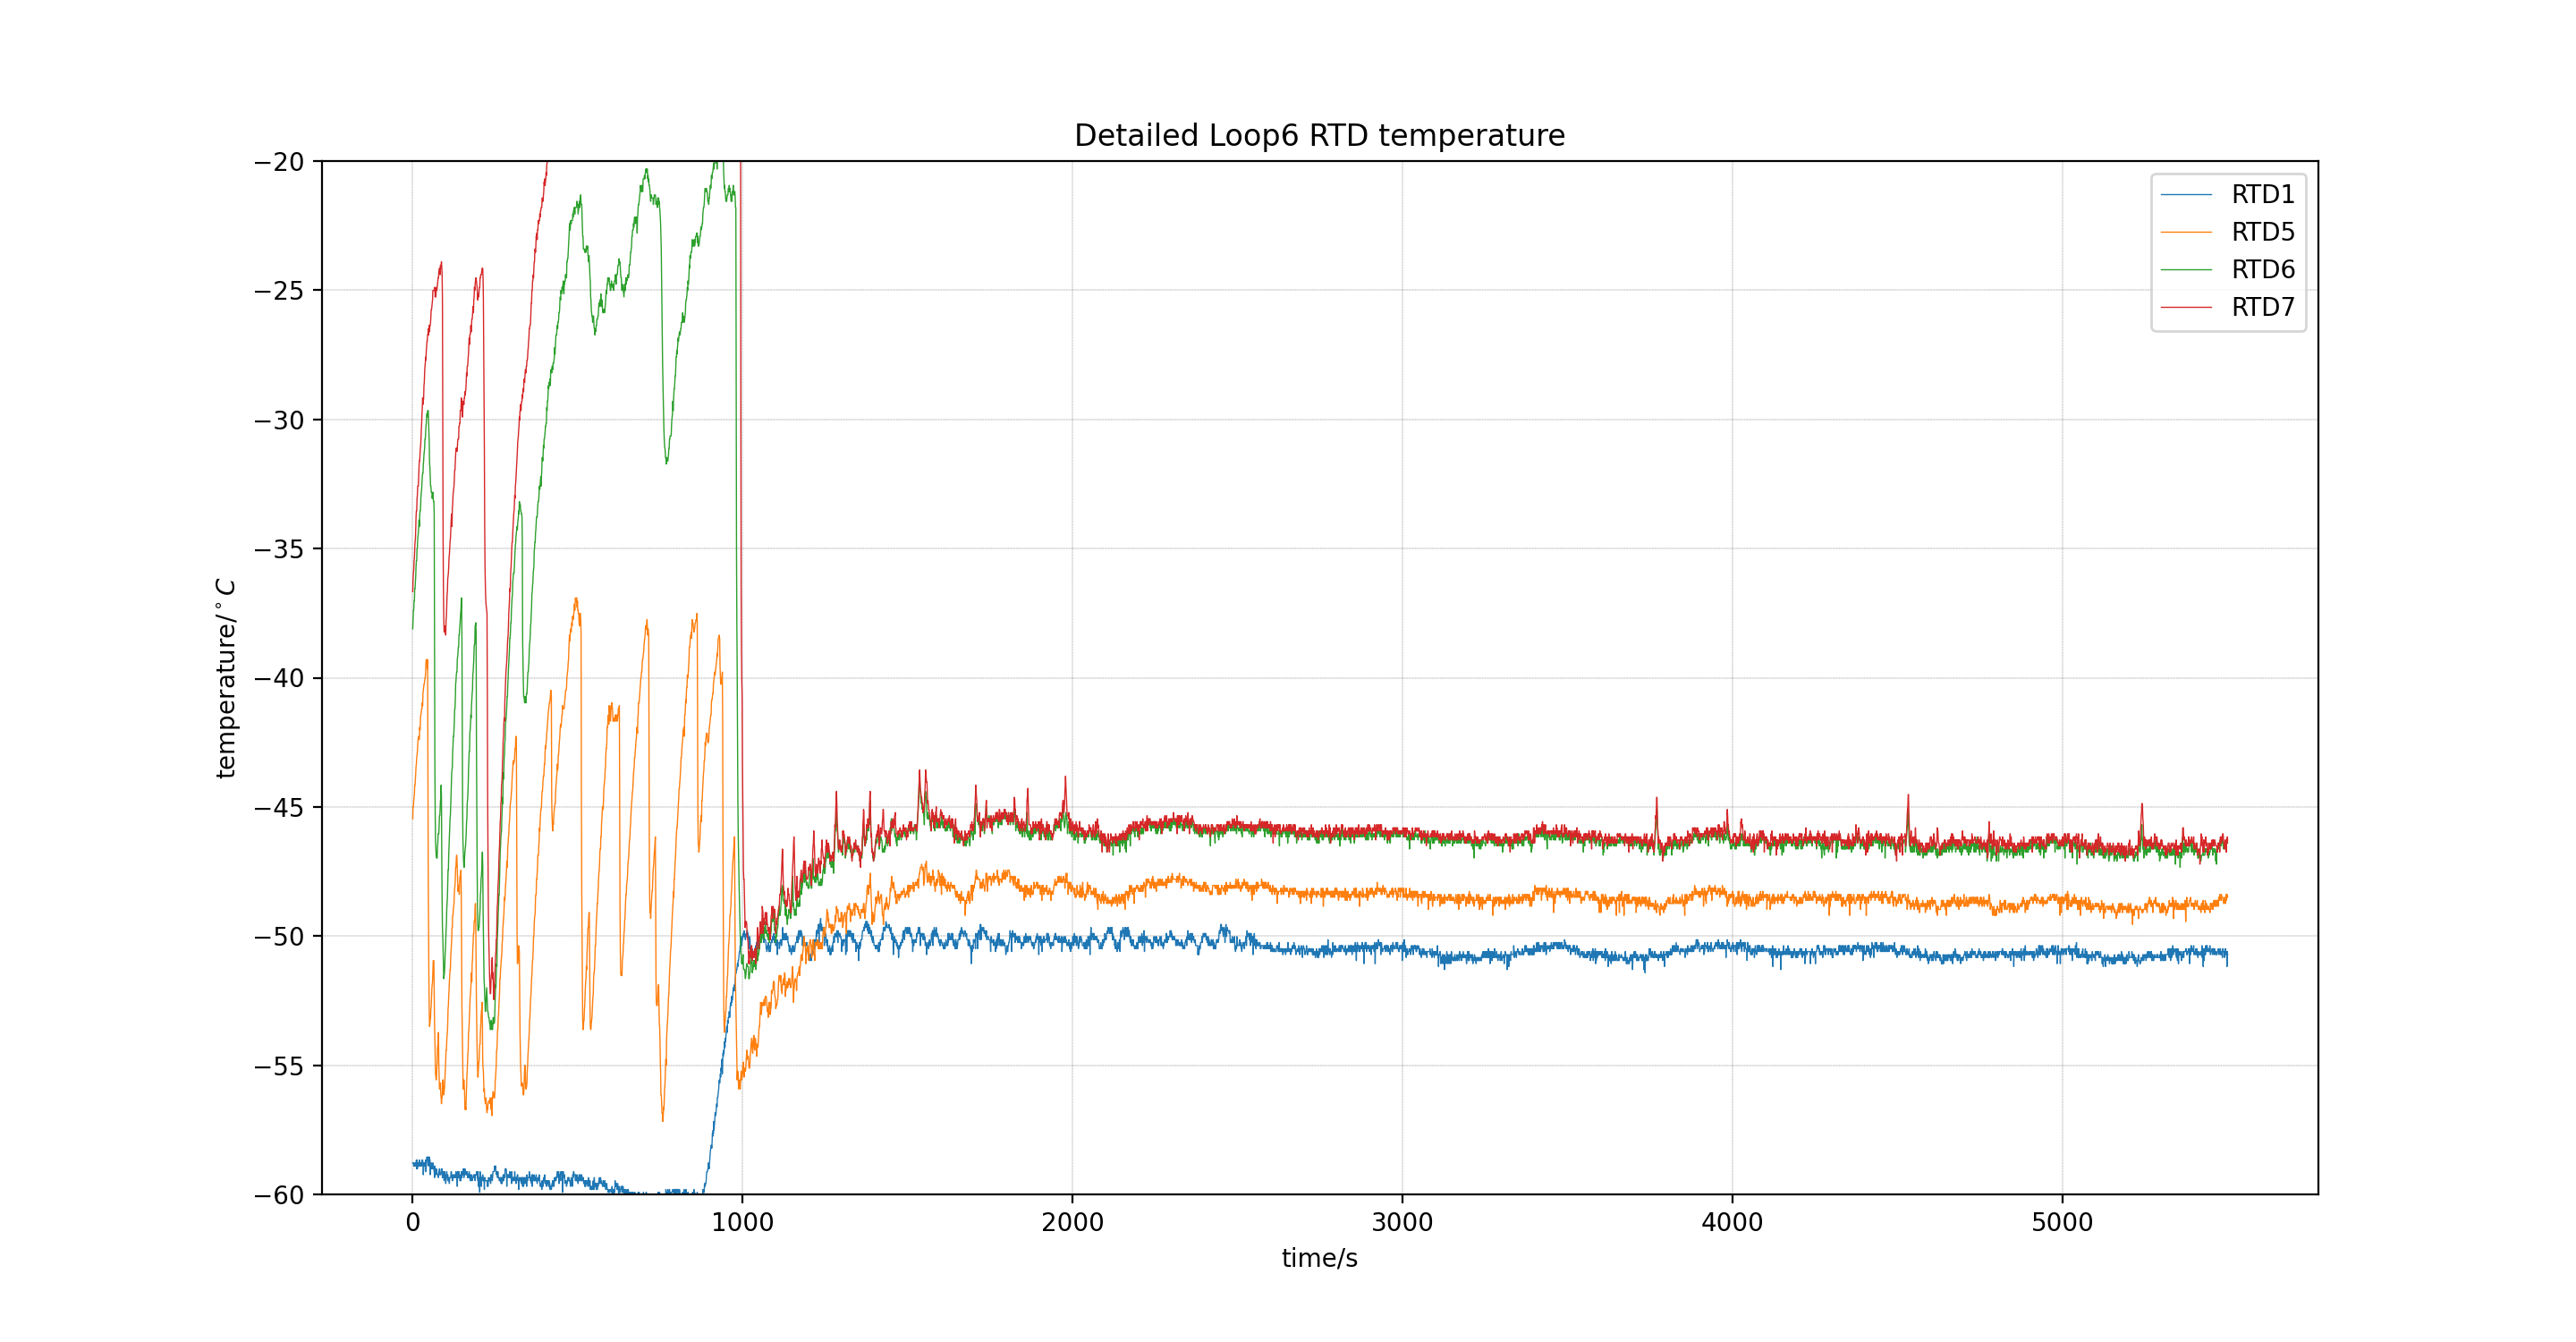 Detailed Loop6 RTD temperature
−20
−25
−30
−35
−40
−45
−50
−55
−60
temperature/°C
0 1000 2000 3000 4000 5000
time/s
RTD1
RTD5
RTD6
RTD7